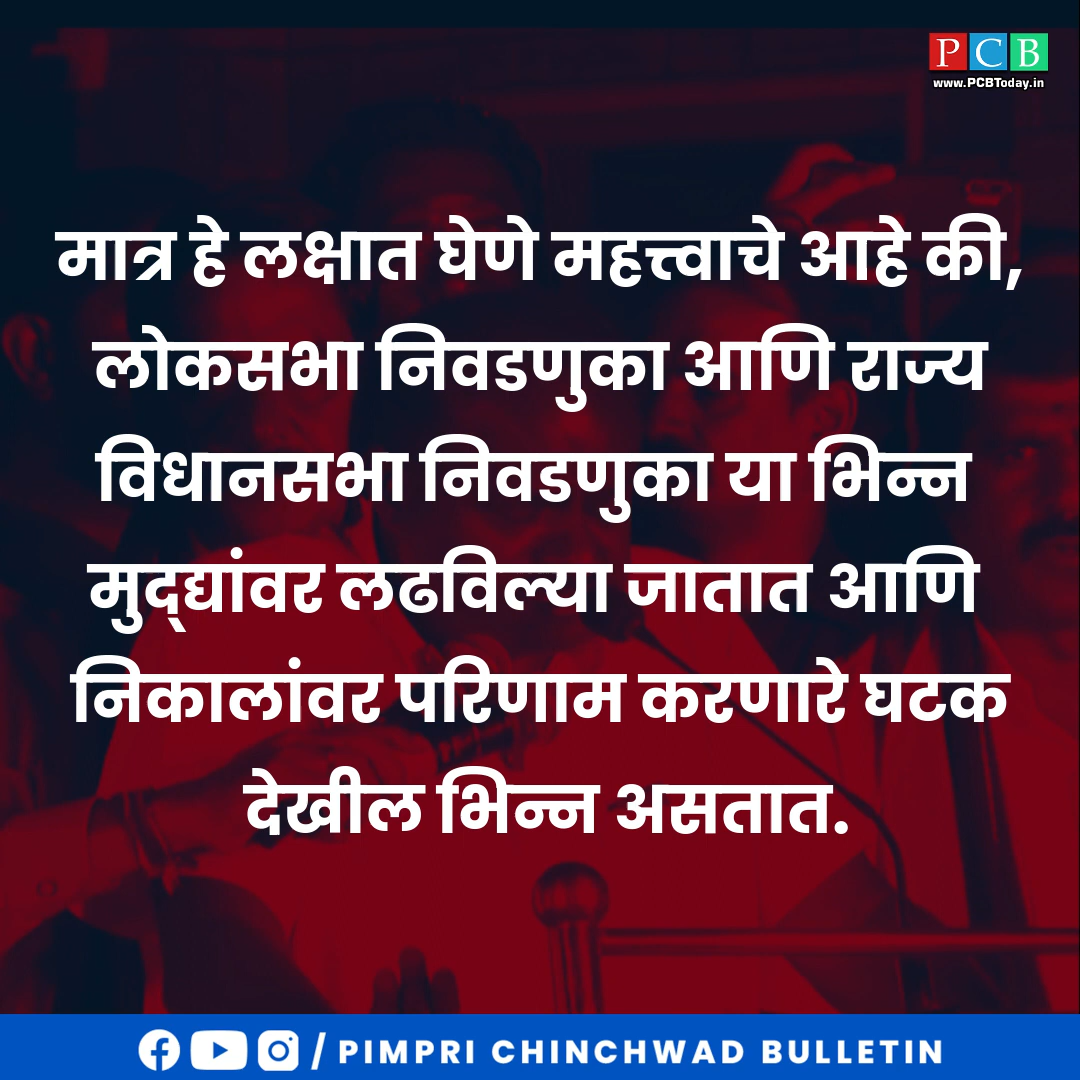 PCB
www.PCBToday.in
मात्र हे लक्षात घेणे महत्त्वाचे आहे की,
लोकसभा निवडणुका आणि राज्य
विधानसभा निवडणुका या भिन्न
मुद्द्यांवर लढविल्या जातात आणि
निकालांवर परिणाम करणारे घटक
देखील भिन्न असतात.
/ PIMPRI CHINCHWAD BULLETIN